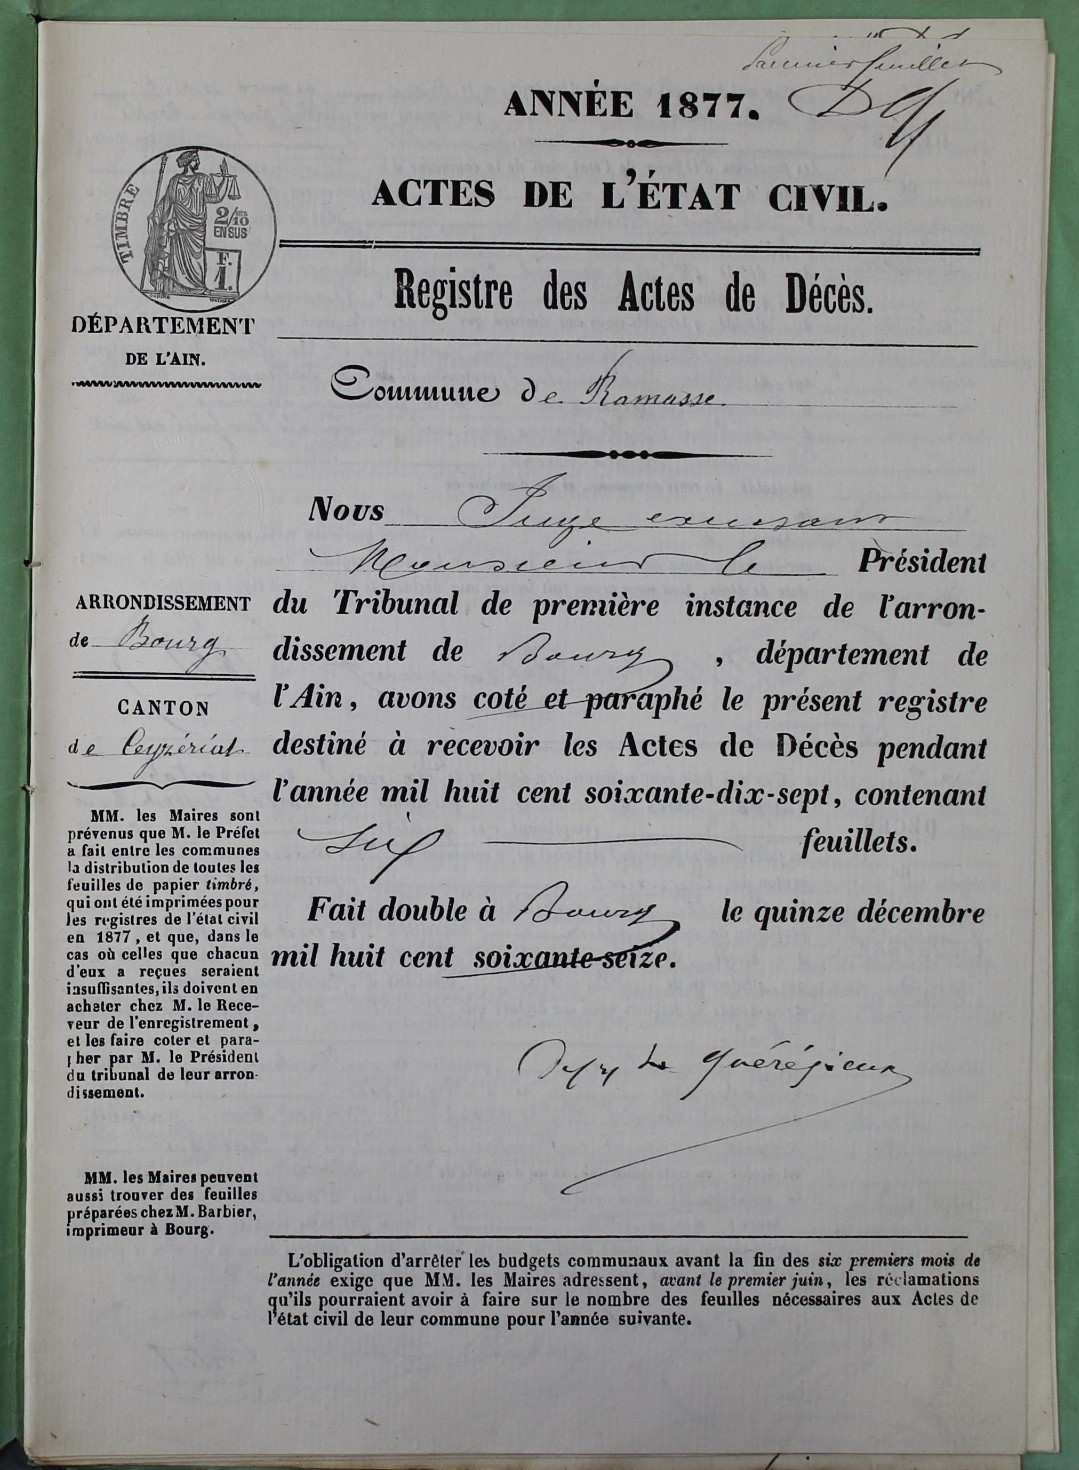 Premier feuillet
ANNÉE 1877.
ACTES DE L'ÉTAT CIVIL.
TIMBRE
2/10
EN SUS
F.
1.
DÉPARTEMENT
DE L'AIN.
Registre des Actes de Décès.
Commune de Ramasse.
ARRONDISSEMENT
de Bourg
CANTON
de Ceyzériat
MM. les Maires sont
prévenus que M. le Préfet
a fait entre les communes
la distribution de toutes les
feuilles de papier timbré,
qui ont été imprimées pour
les registres de l'état civil
en 1877, et que, dans le
cas où celles que chacun
d'eux a reçues seraient
insuffisantes, ils doivent en
acheter chez M. le Rece-
veur de l'enregistrement,
et les faire coter et para-
pher par M. le Président
du tribunal de leur arron-
dissement.
MM. les Maires peuvent
aussi trouver des feuilles
préparées chez M. Barbier,
imprimeur à Bourg.
Nous Juge
Monsieur le Président
du Tribunal de première instance de l'arron-
dissement de Bourg, département de
l'Ain, avons coté et paraphé le présent registre
destiné à recevoir les Actes de Décès pendant
l'année mil huit cent soixante-dix-sept, contenant
six feuillets.
Fait double à Bourg le quinze décembre
mil huit cent soixante-seize.
L'obligation d'arrêter les budgets communaux avant la fin des six premiers mois de
l'année exige que MM. les Maires adressent, avant le premier juin, les réclamations
qu'ils pourraient avoir à faire sur le nombre des feuilles nécessaires aux Actes de
l'état civil de leur commune pour l'année suivante.